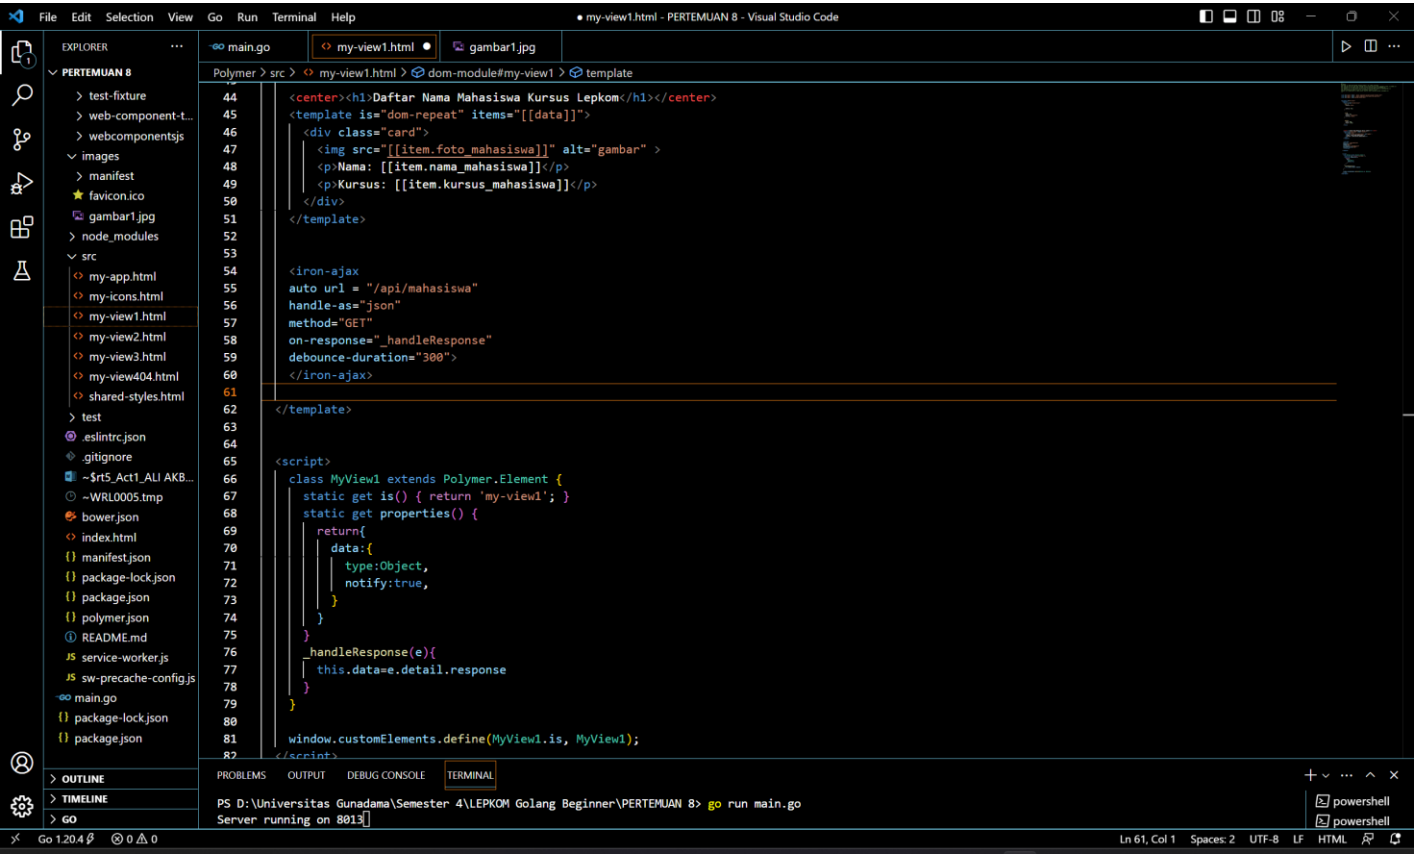 File Edit Selection View Go Run Terminal Help
● my-view1.html - PERTEMUAN 8 - Visual Studio Code
EXPLORER ···
PERTEMUAN 8
test-fixture
web-component-t...
webcomponentsjs
images
manifest
favicon.ico
gambar1.jpg
node_modules
src
my-app.html
my-icons.html
my-view1.html
my-view2.html
my-view3.html
my-view404.html
shared-styles.html
test
.eslintrc.json
.gitignore
~$rt5_Act1_ALI AKB...
~WRL0005.tmp
bower.json
index.html
manifest.json
package-lock.json
package.json
polymer.json
README.md
service-worker.js
sw-precache-config.js
main.go
package-lock.json
package.json
OUTLINE
TIMELINE
GO
main.go
my-view1.html ●
gambar1.jpg
Polymer > src > my-view1.html > dom-module#my-view1 > template
44 <center><h1>Daftar Nama Mahasiswa Kursus Lepkom</h1></center>
45 <template is="dom-repeat" items="[[data]]">
46 <div class="card">
47 <img src="[[item.foto_mahasiswa]]" alt="gambar" >
48 <p>Nama: [[item.nama_mahasiswa]]</p>
49 <p>Kursus: [[item.kursus_mahasiswa]]</p>
50 </div>
51 </template>
52
53
54 <iron-ajax
55 auto url = "/api/mahasiswa"
56 handle-as="json"
57 method="GET"
58 on-response="_handleResponse"
59 debounce-duration="300">
60 </iron-ajax>
61
62 </template>
63
64
65 <script>
66 class MyView1 extends Polymer.Element {
67 static get is() { return 'my-view1'; }
68 static get properties() {
69 return{
70 data:{
71 type:Object,
72 notify:true,
73 }
74 }
75 }
76 _handleResponse(e){
77 this.data=e.detail.response
78 }
79 }
80
81 window.customElements.define(MyView1.is, MyView1);
82 </script>
PROBLEMS OUTPUT DEBUG CONSOLE TERMINAL
PS D:\Universitas Gunadama\Semester 4\LEPKOM Golang Beginner\PERTEMUAN 8> go run main.go
Server running on 8013
powershell
powershell
Go 1.20.4 0 0
Ln 61, Col 1 Spaces: 2 UTF-8 LF HTML